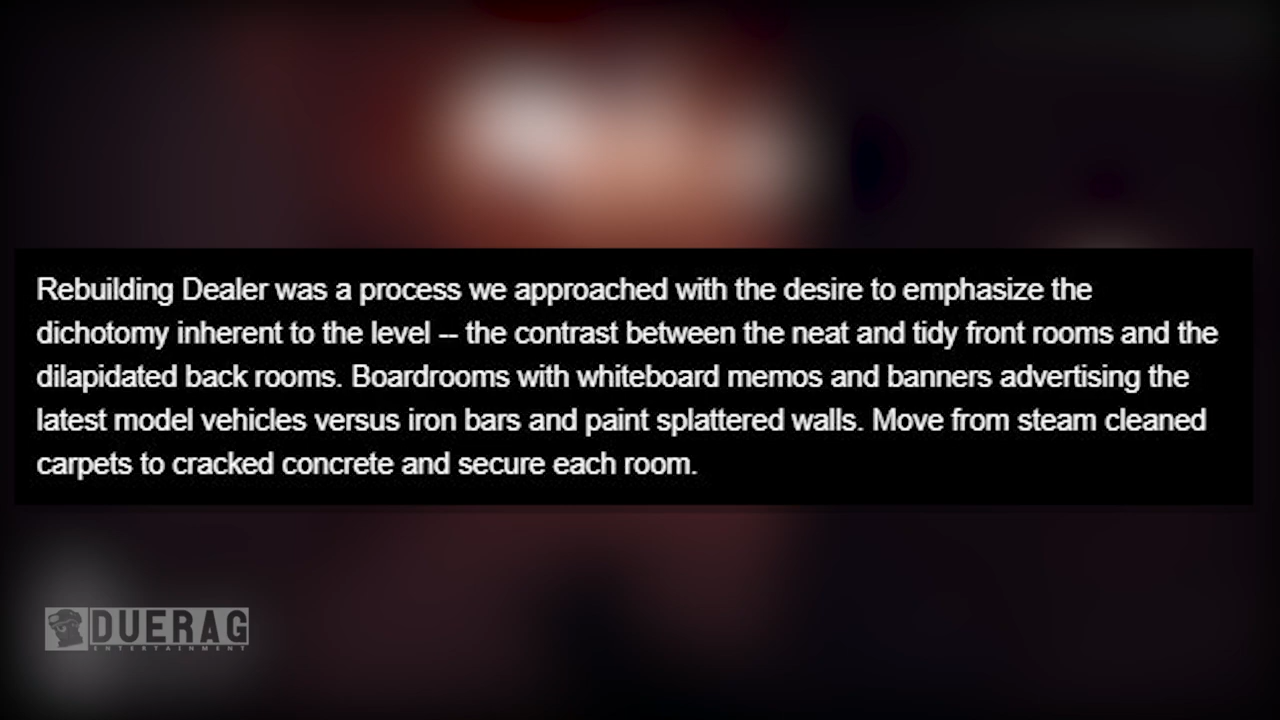 Rebuilding Dealer was a process we approached with the desire to emphasize the
dichotomy inherent to the level -- the contrast between the neat and tidy front rooms and the
dilapidated back rooms. Boardrooms with whiteboard memos and banners advertising the
latest model vehicles versus iron bars and paint splattered walls. Move from steam cleaned
carpets to cracked concrete and secure each room.
DUERAG
ENTERTAINMENT